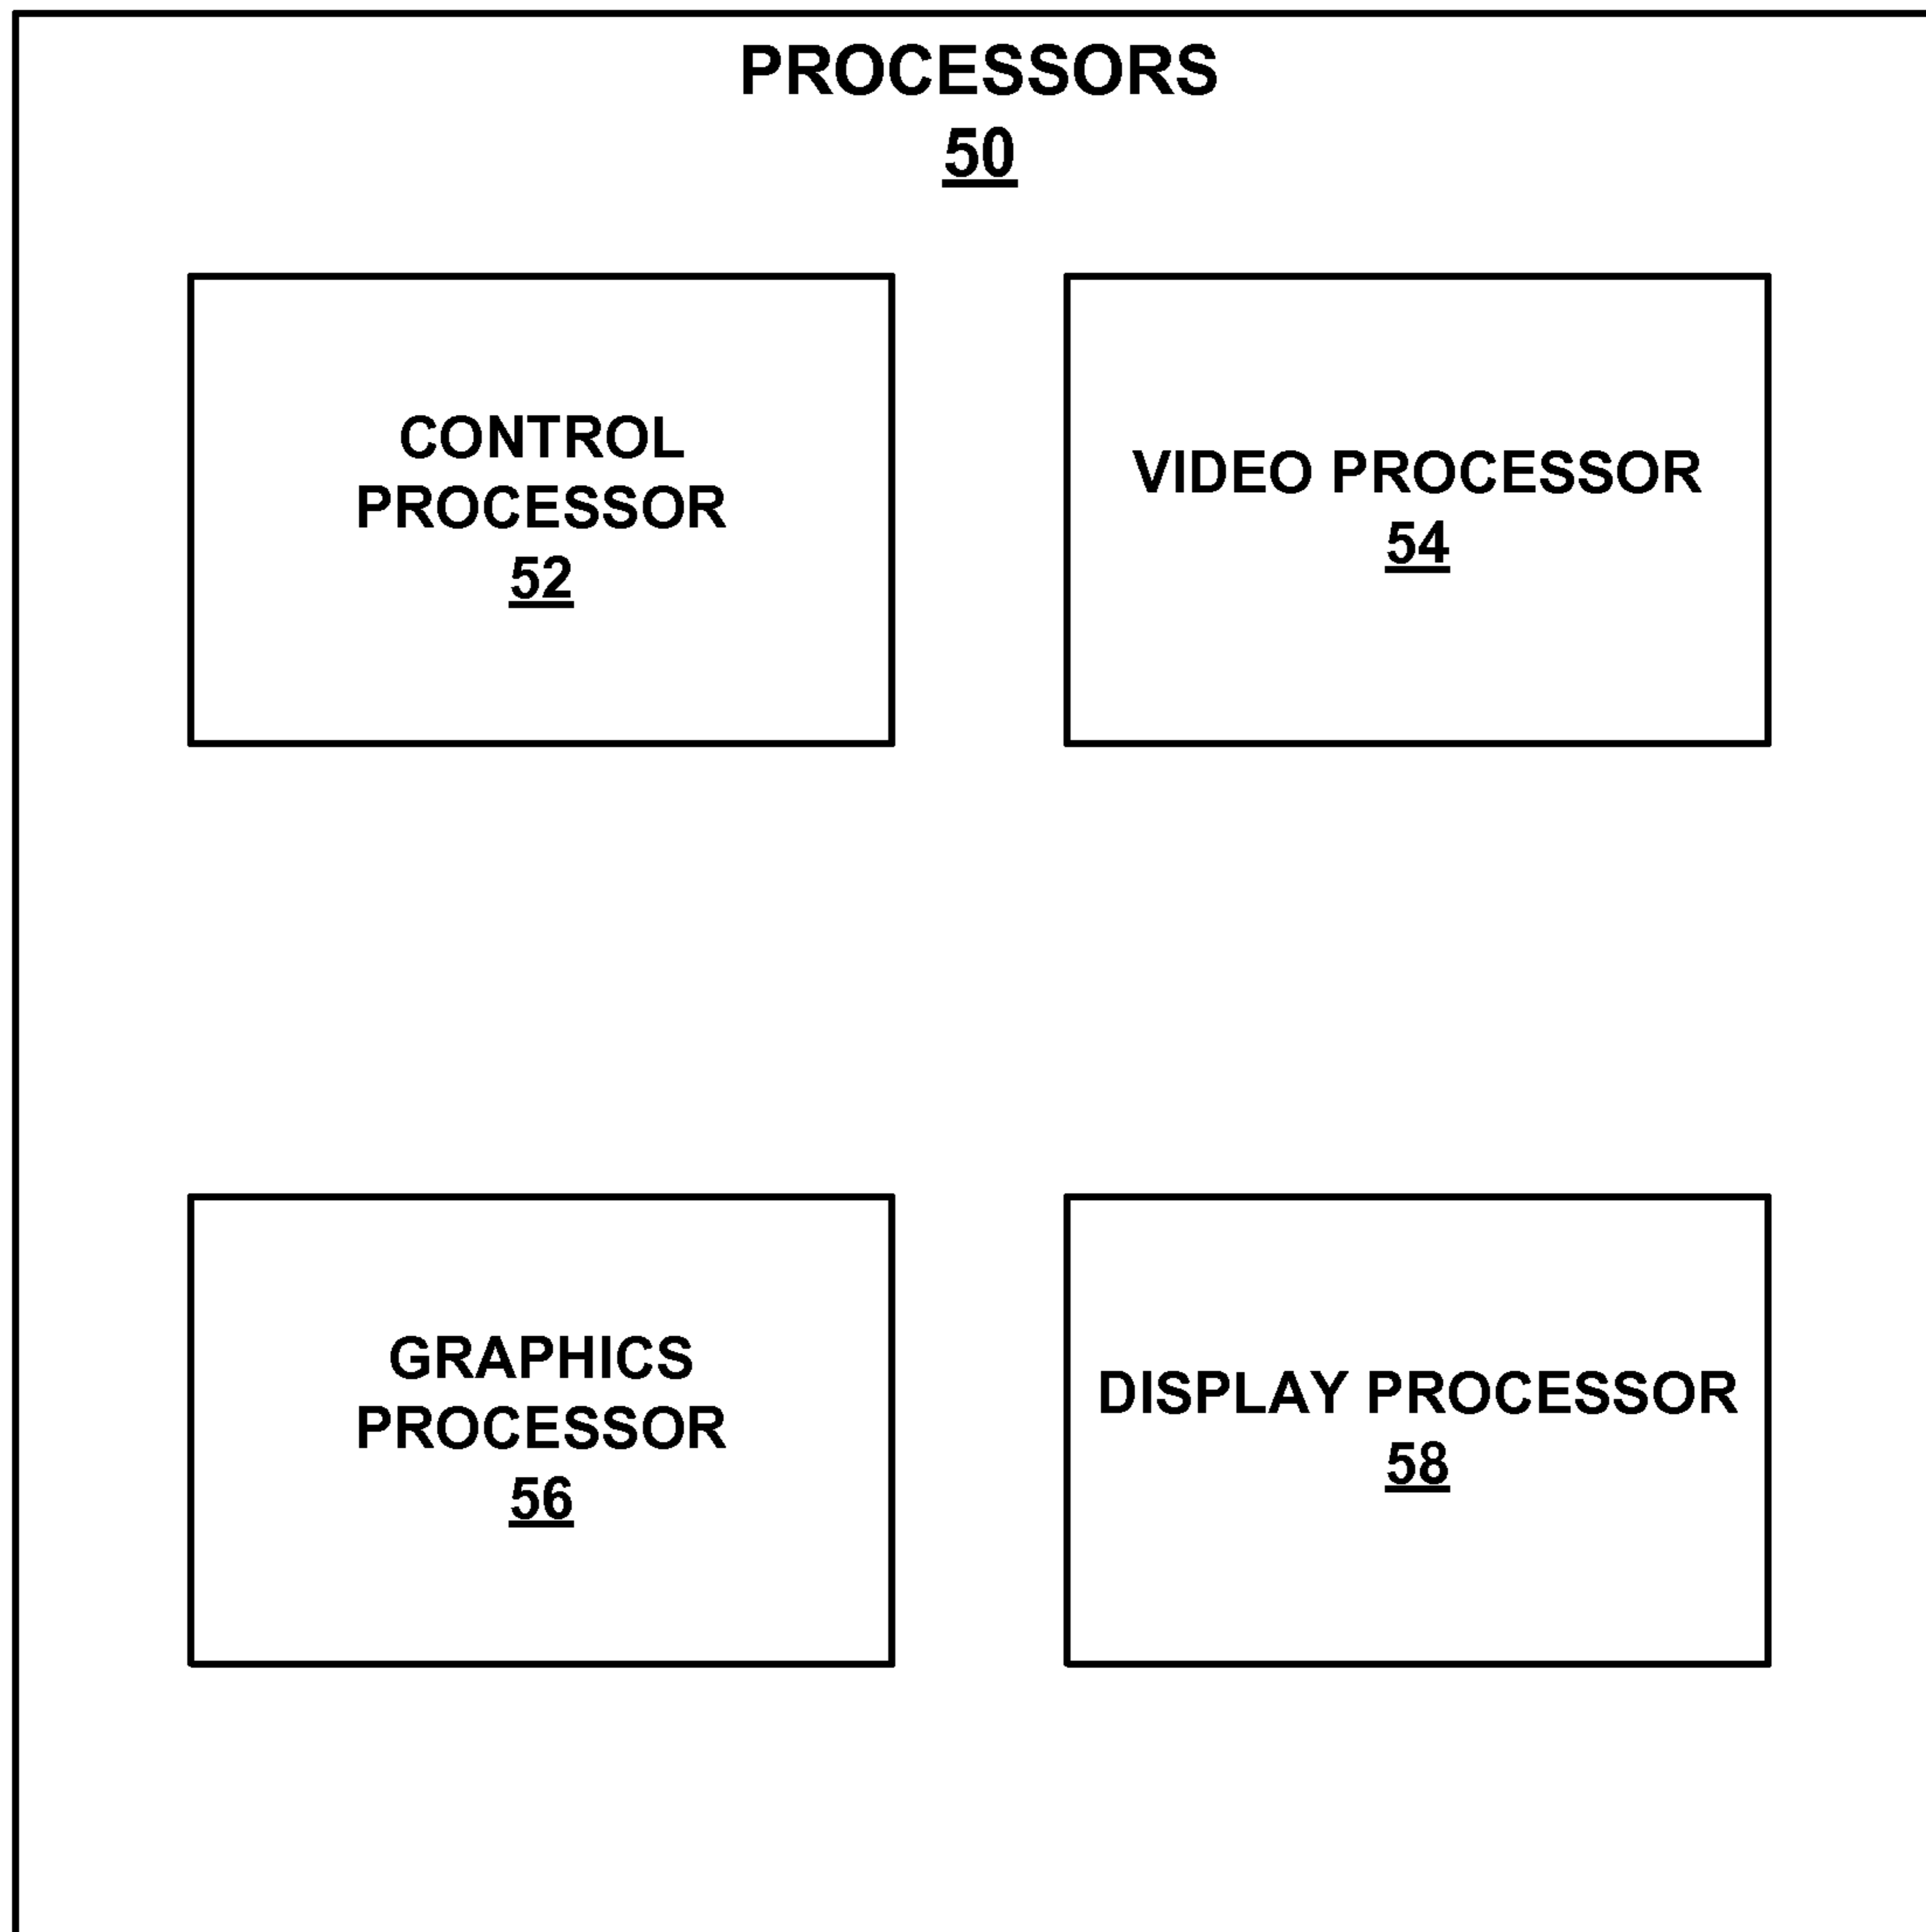 PROCESSORS
50
CONTROL
PROCESSOR
52
VIDEO PROCESSOR
54
GRAPHICS
PROCESSOR
56
DISPLAY PROCESSOR
58